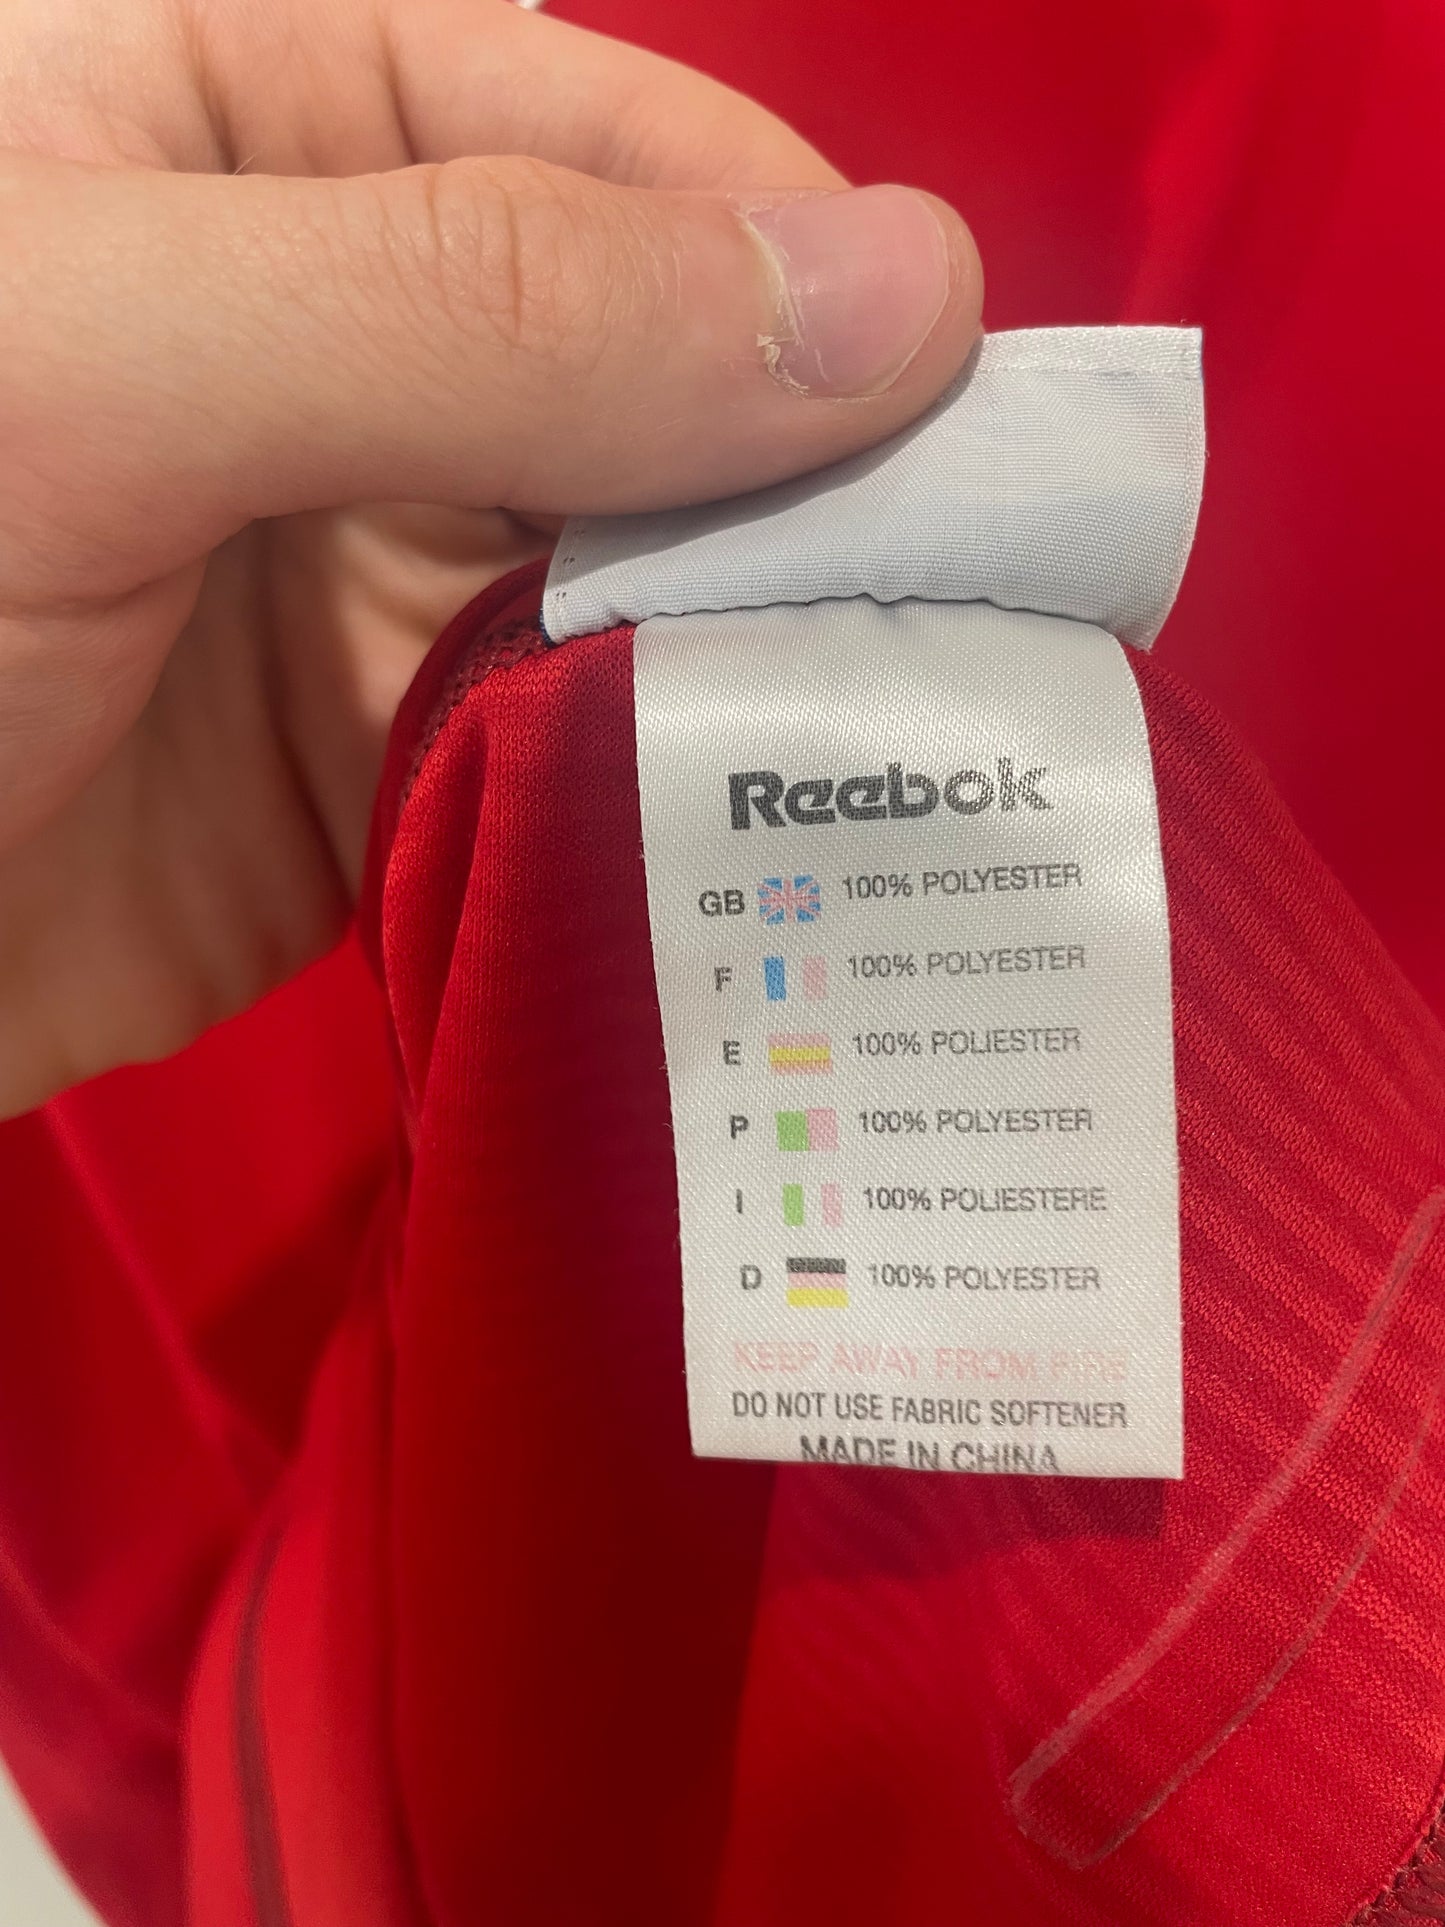 Reebok
GB 100% POLYESTER
F 100% POLYESTER
E 100% POLIESTER
P 100% POLYESTER
I 100% POLIESTERE
D 100% POLYESTER
KEEP AWAY FROM FIRE
DO NOT USE FABRIC SOFTENER
MADE IN CHINA